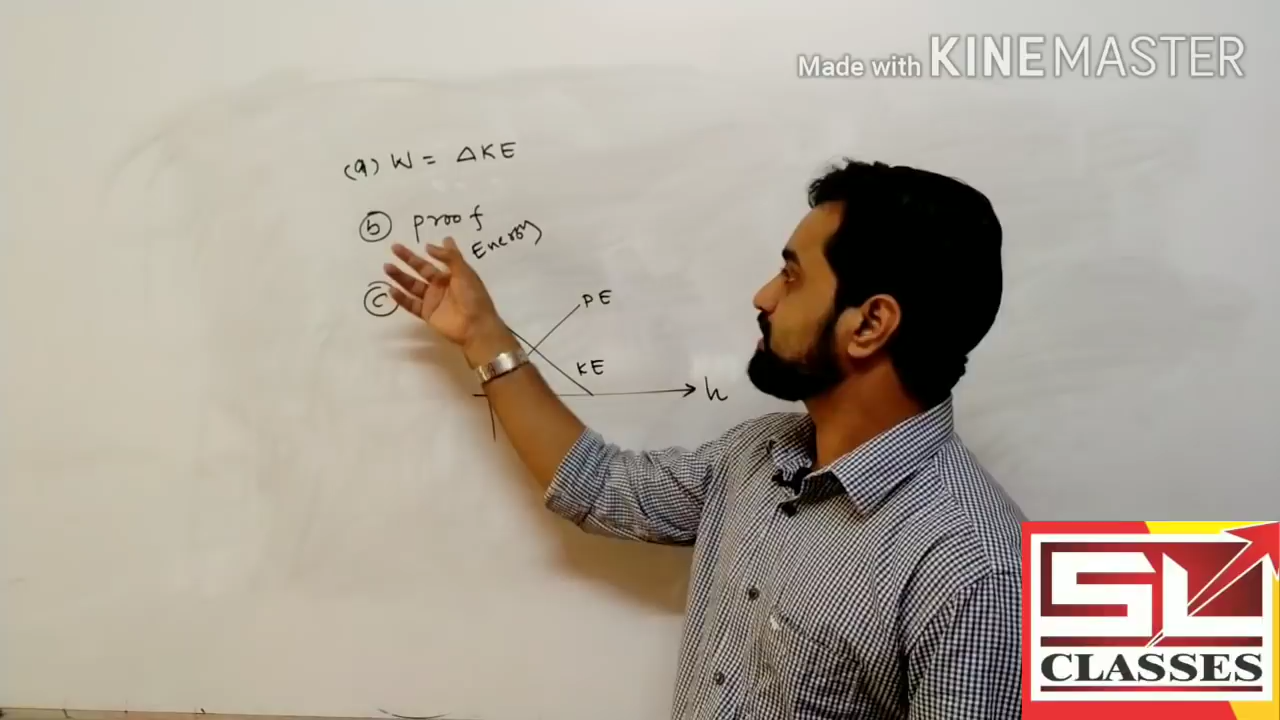 Made with KINEMASTER
(a) W = ΔKE
(b) proof
Energy
(c)
PE
KE
h
SL
CLASSES